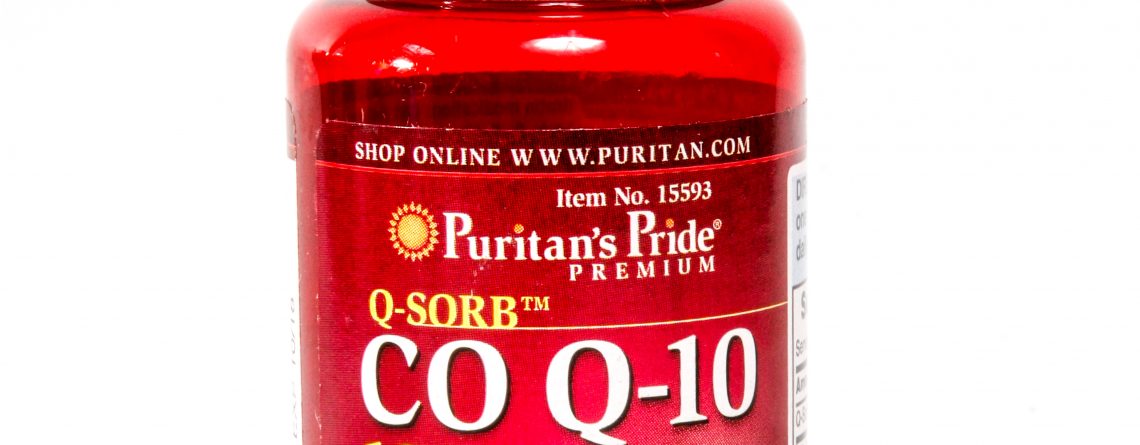 SHOP ONLINE WWW.PURITAN.COM
Item No. 15593
Puritan's Pride®
PREMIUM
Q-SORB™
CO Q-10